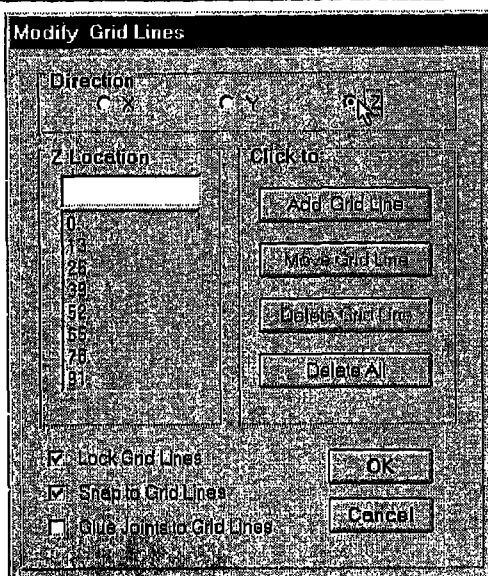 Modify Grid Lines
Direction
X Y Z
Z Location
Click to:
0.
13
26
39
52
65
78
91
Add Grid Line
Move Grid Line
Delete Grid Line
Delete All
Lock Grid Lines
Snap to Grid Lines
Glue Joints to Grid Lines
OK
Cancel